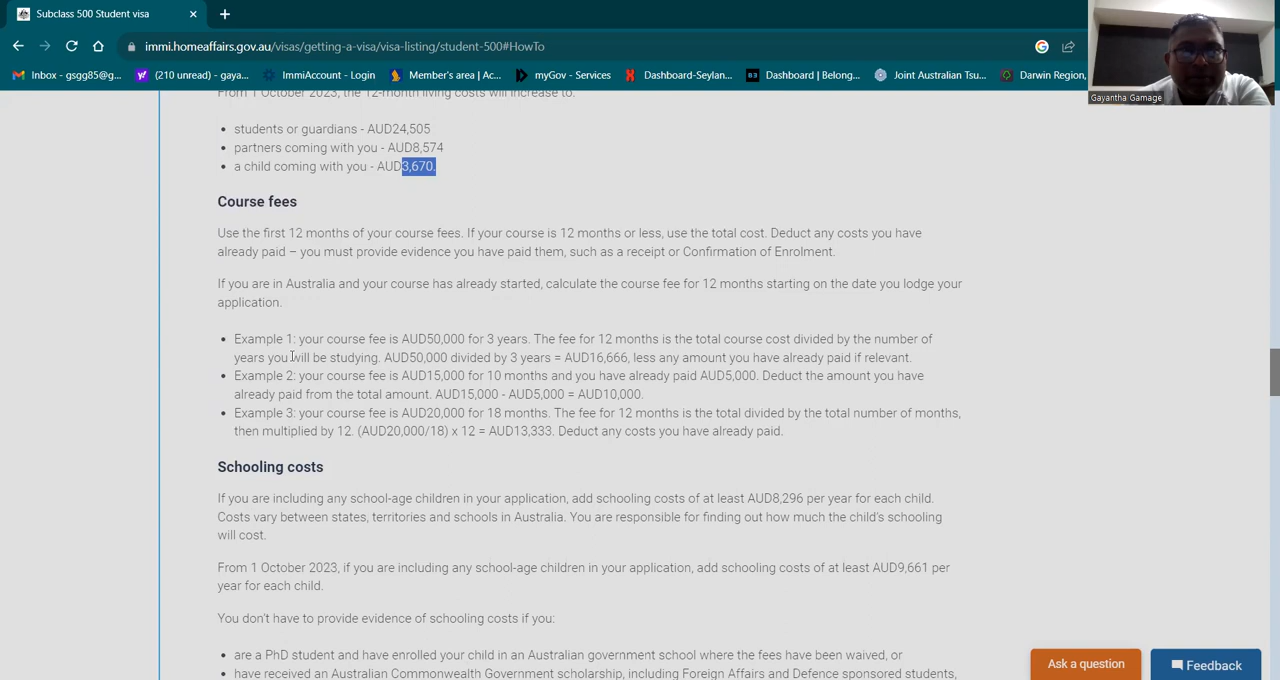 Subclass 500 Student visa
immi.homeaffairs.gov.au/visas/getting-a-visa/visa-listing/student-500#HowTo
Inbox - gsgg85@g... (210 unread) - gaya... ImmiAccount - Login Member's area | Ac... myGov - Services Dashboard-Seylan... Dashboard | Belong... Joint Australian Tsu... Darwin Region,
Gayantha Gamage
From 1 October 2023, the 12-month living costs will increase to:
students or guardians - AUD24,505
partners coming with you - AUD8,574
a child coming with you - AUD3,670.
Course fees
Use the first 12 months of your course fees. If your course is 12 months or less, use the total cost. Deduct any costs you have
already paid – you must provide evidence you have paid them, such as a receipt or Confirmation of Enrolment.
If you are in Australia and your course has already started, calculate the course fee for 12 months starting on the date you lodge your
application.
Example 1: your course fee is AUD50,000 for 3 years. The fee for 12 months is the total course cost divided by the number of
years you will be studying. AUD50,000 divided by 3 years = AUD16,666, less any amount you have already paid if relevant.
Example 2: your course fee is AUD15,000 for 10 months and you have already paid AUD5,000. Deduct the amount you have
already paid from the total amount. AUD15,000 - AUD5,000 = AUD10,000.
Example 3: your course fee is AUD20,000 for 18 months. The fee for 12 months is the total divided by the total number of months,
then multiplied by 12. (AUD20,000/18) x 12 = AUD13,333. Deduct any costs you have already paid.
Schooling costs
If you are including any school-age children in your application, add schooling costs of at least AUD8,296 per year for each child.
Costs vary between states, territories and schools in Australia. You are responsible for finding out how much the child's schooling
will cost.
From 1 October 2023, if you are including any school-age children in your application, add schooling costs of at least AUD9,661 per
year for each child.
You don't have to provide evidence of schooling costs if you:
are a PhD student and have enrolled your child in an Australian government school where the fees have been waived, or
have received an Australian Commonwealth Government scholarship, including Foreign Affairs and Defence sponsored students,
Ask a question
Feedback